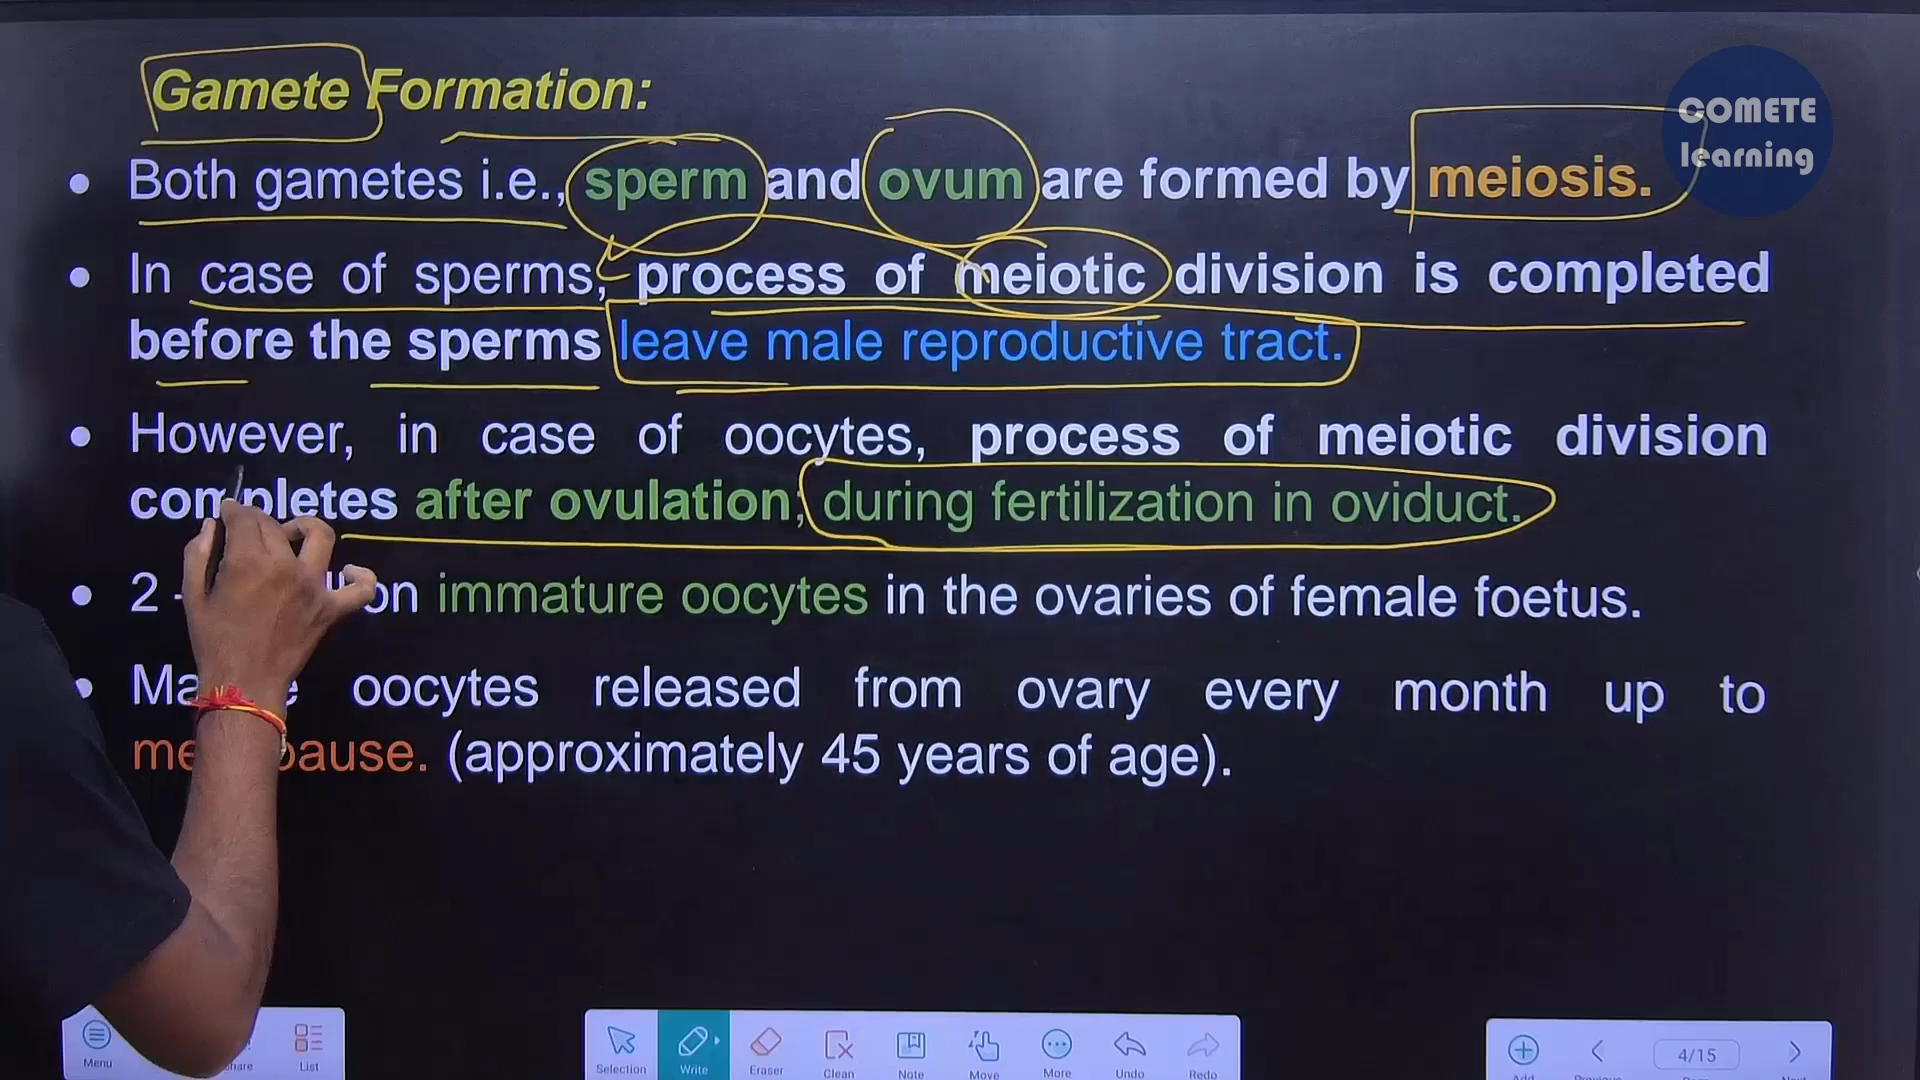 Gamete Formation:
COMETE
learning
• Both gametes i.e., sperm and ovum are formed by meiosis.
• In case of sperms, process of meiotic division is completed
before the sperms leave male reproductive tract.
• However, in case of oocytes, process of meiotic division
completes after ovulation; during fertilization in oviduct.
• 2 - immature oocytes in the ovaries of female foetus.
• oocytes released from ovary every month up to
(approximately 45 years of age).
Menu
List
Selection
Write
Eraser
Clean
Note
Move
More
Undo
Redo
4/15